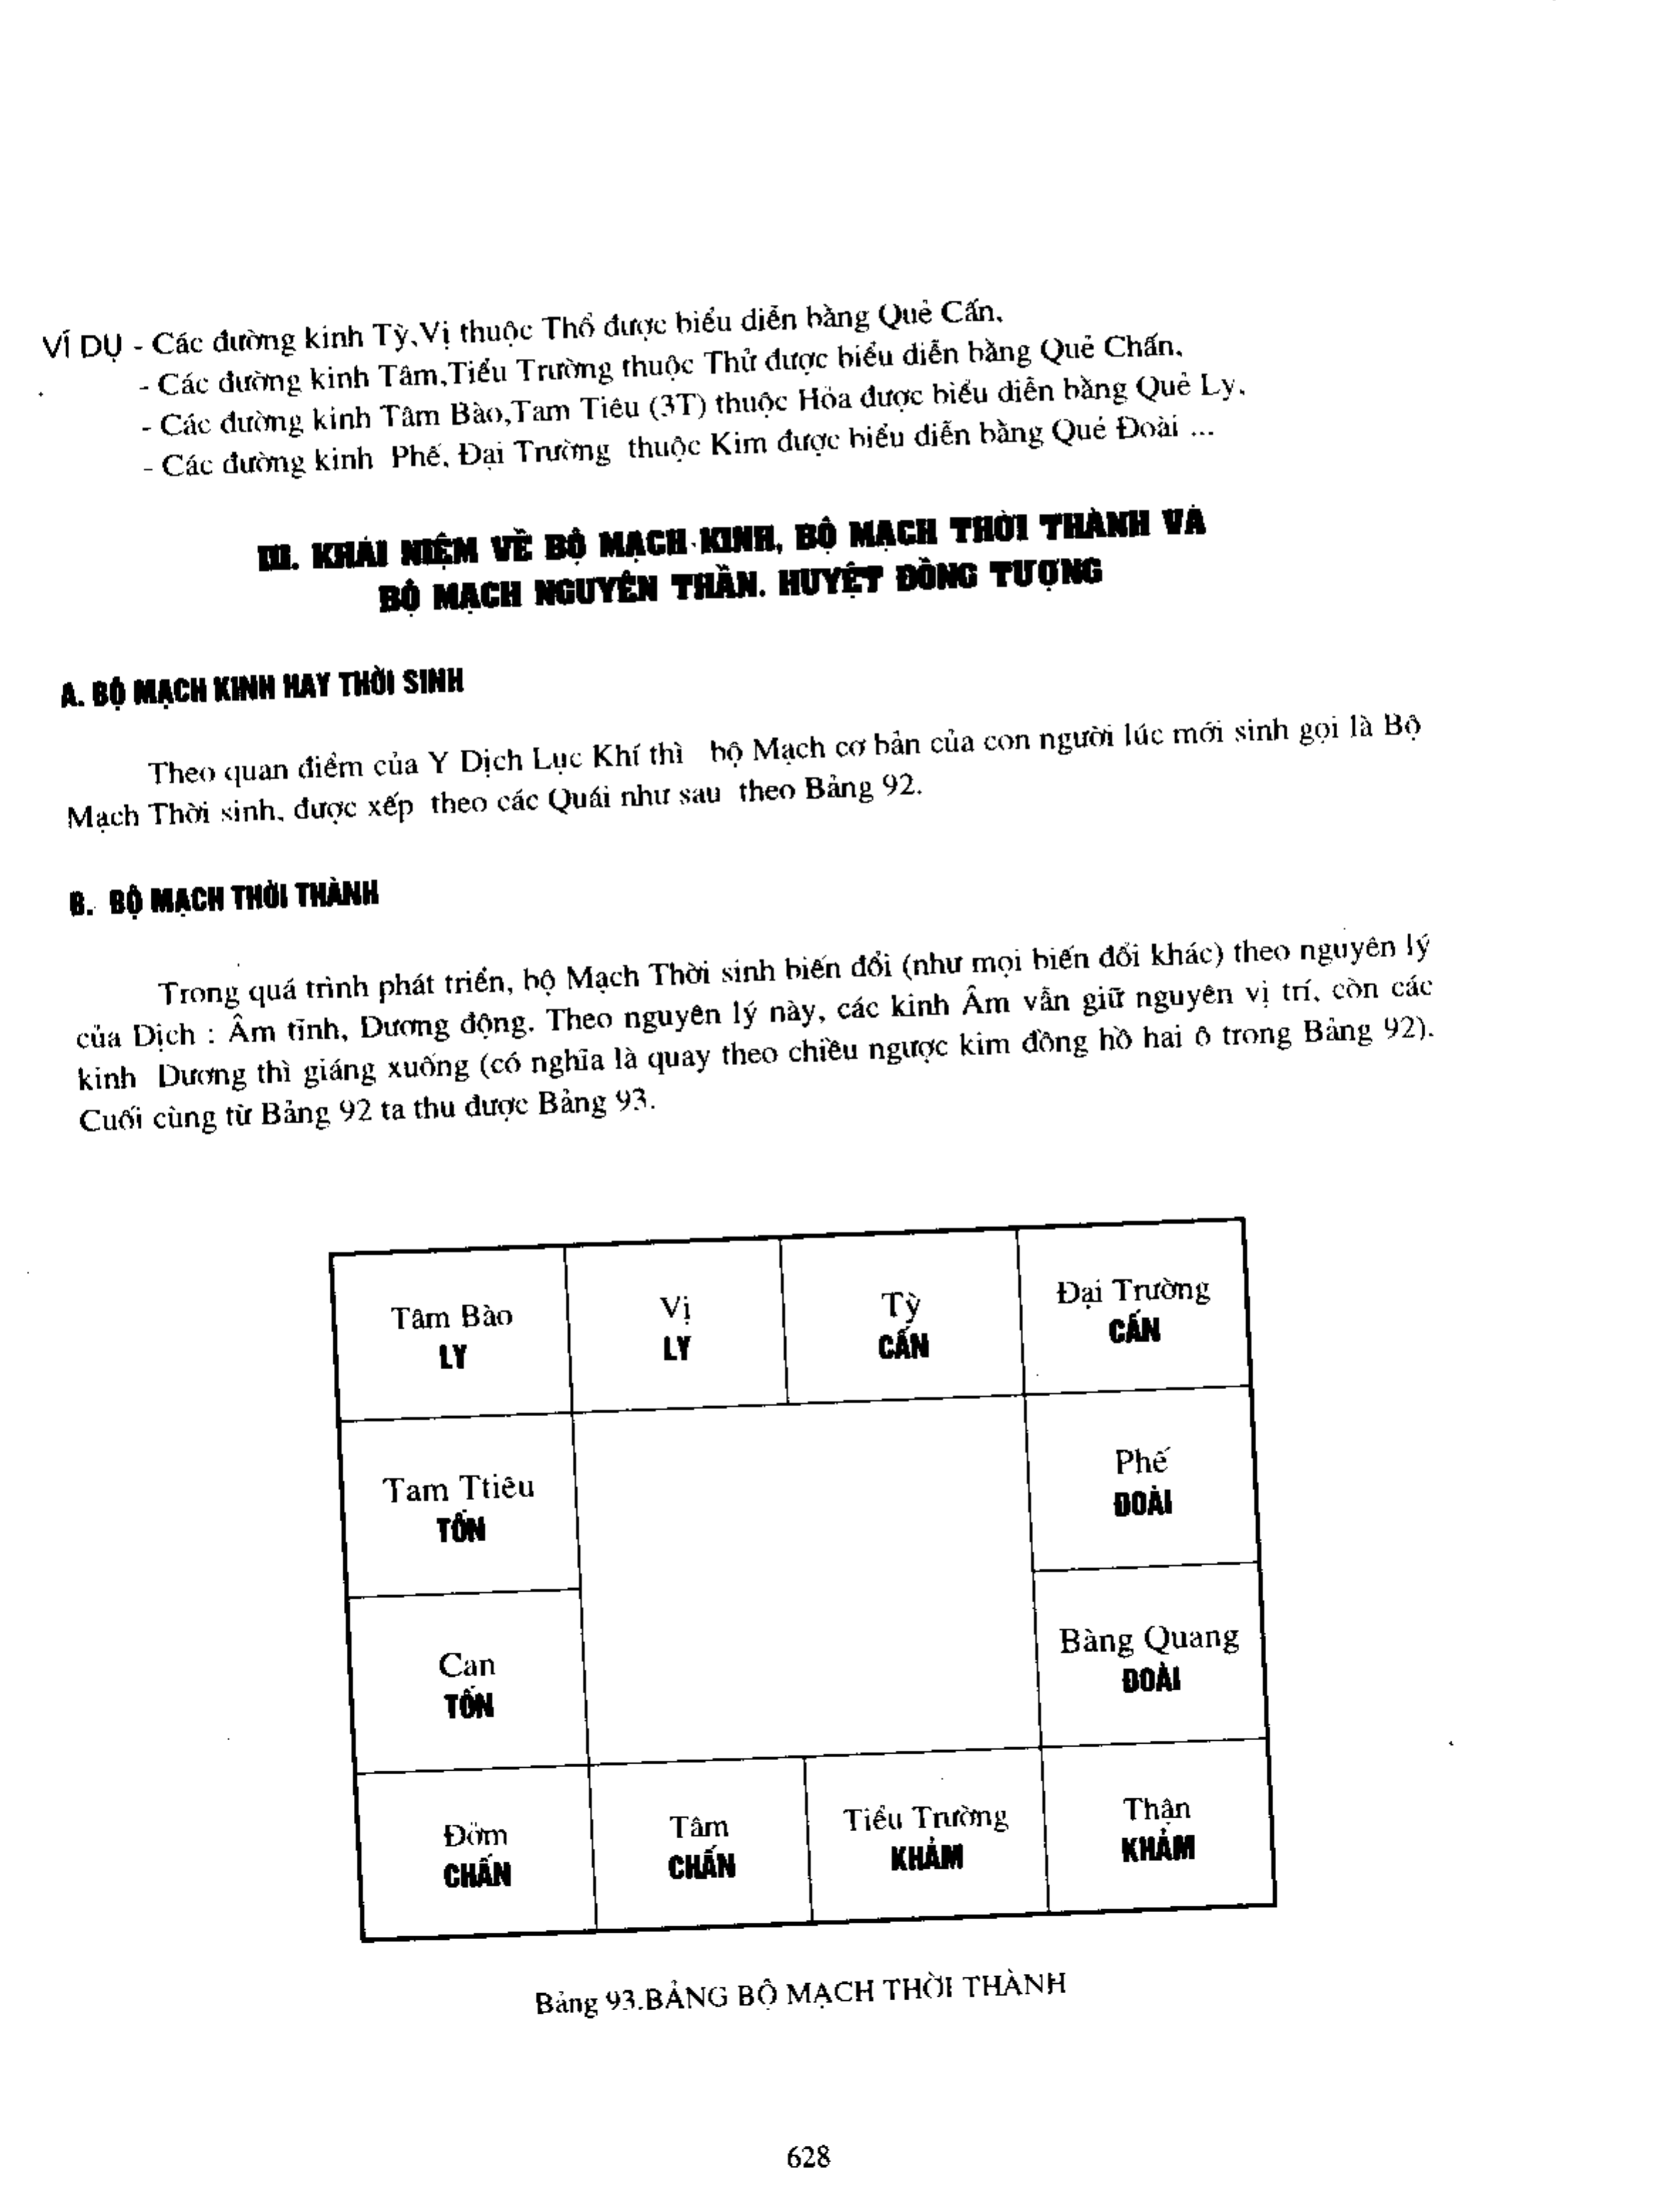 VÍ DỤ - Các đường kinh Tỳ,Vị thuộc Thổ được biểu diễn bằng Quẻ Cấn,
- Các đường kinh Tâm,Tiểu Trường thuộc Thử được biểu diễn bằng Quẻ Chấn,
- Các đường kinh Tâm Bào,Tam Tiêu (3T) thuộc Hỏa được biểu diễn bằng Quẻ Ly,
- Các đường kinh Phế, Đại Trường thuộc Kim được biểu diễn bằng Quẻ Đoài ...
III. KHÁI NIỆM VỀ BỘ MẠCH KINH, BỘ MẠCH THỜI THÀNH VÀ
BỘ MẠCH NGUYÊN THẦN. HUYỆT ĐỒNG TƯỢNG
A. BỘ MẠCH KINH HAY THỜI SINH
Theo quan điểm của Y Dịch Lục Khí thì bộ Mạch cơ bản của con người lúc mới sinh gọi là Bộ
Mạch Thời sinh, được xếp theo các Quái như sau theo Bảng 92.
B. BỘ MẠCH THỜI THÀNH
Trong quá trình phát triển, bộ Mạch Thời sinh biến đổi (như mọi biến đổi khác) theo nguyên lý
của Dịch : Âm tĩnh, Dương động. Theo nguyên lý này, các kinh Âm vẫn giữ nguyên vị trí, còn các
kinh Dương thì giáng xuống (có nghĩa là quay theo chiều ngược kim đồng hồ hai ô trong Bảng 92).
Cuối cùng từ Bảng 92 ta thu được Bảng 93.
Tâm Bào Vị Tỳ Đại Trường
LY LY CẤN CẤN
Tam Ttiêu Phế
TỐN ĐOÀI
Can Bàng Quang
TỐN ĐOÀI
Đởm Tâm Tiểu Trường Thận
CHẤN CHẤN KHẢM KHẢM
Bảng 93.BẢNG BỘ MẠCH THỜI THÀNH
628